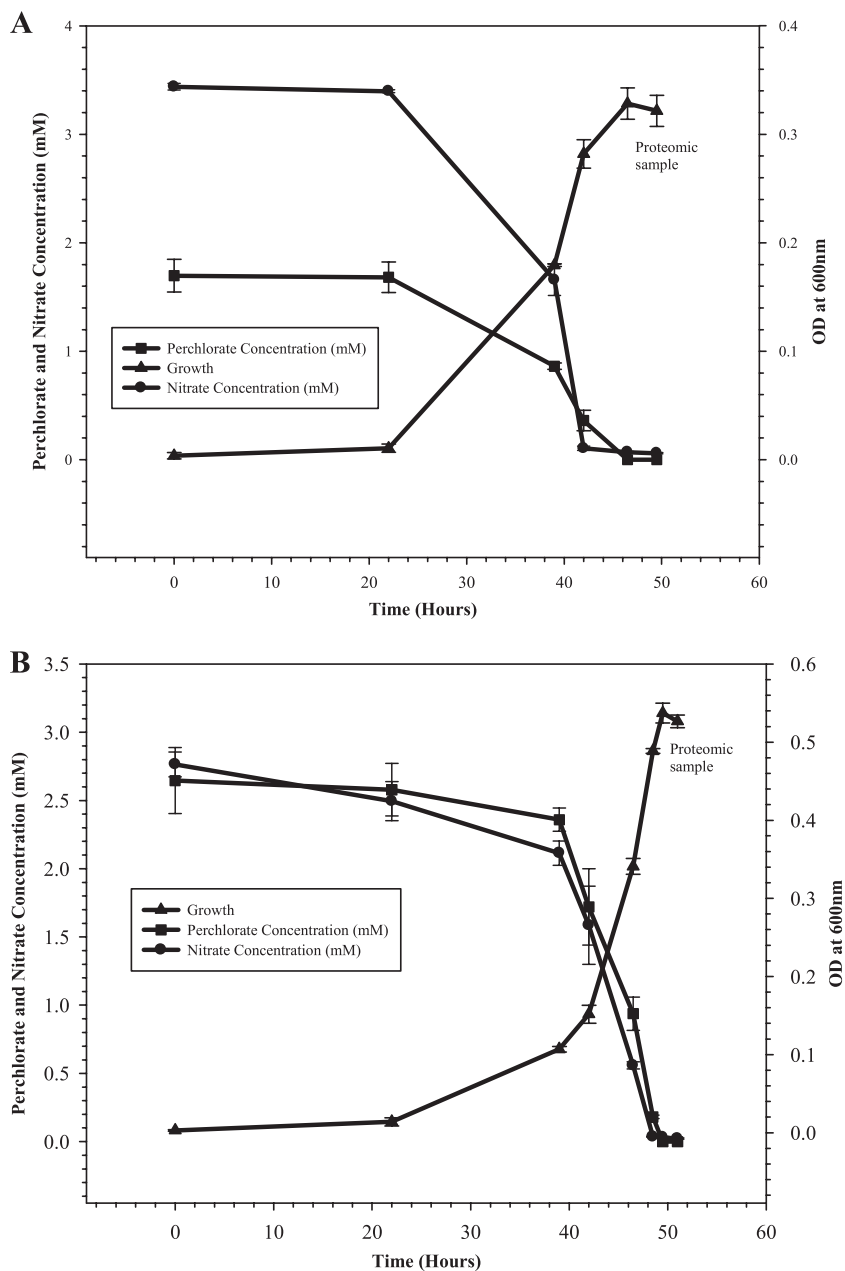 A
Perchlorate and Nitrate Concentration (mM)
4
3
2
1
0
0.4
0.3
0.2
0.1
0.0
OD at 600nm
Proteomic
sample
Perchlorate Concentration (mM)
Growth
Nitrate Concentration (mM)
0 10 20 30 40 50 60
Time (Hours)
B
Perchlorate and Nitrate Concentration (mM)
3.5
3.0
2.5
2.0
1.5
1.0
0.5
0.0
0.6
0.5
0.4
0.3
0.2
0.1
0.0
OD at 600nm
Proteomic
sample
Growth
Perchlorate Concentration (mM)
Nitrate Concentration (mM)
0 20 40 50 60
Time (Hours)